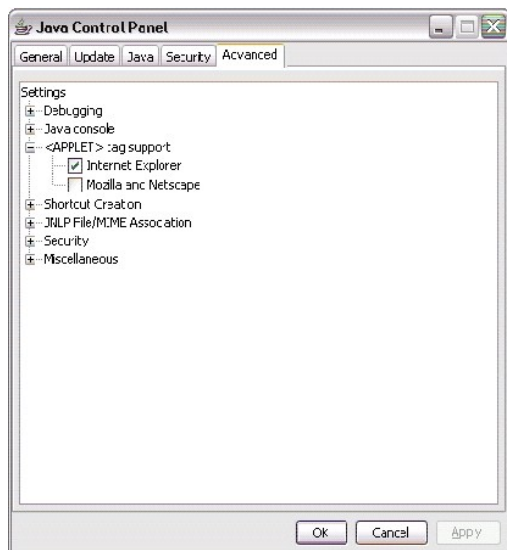 Java Control Panel
General Update Java Security Advanced
Settings
Debugging
Java console
<APPLET> tag support
Internet Explorer
Mozilla and Netscape
Shortcut Creation
JNLP File/MIME Association
Security
Miscellaneous
OK Cancel Apply